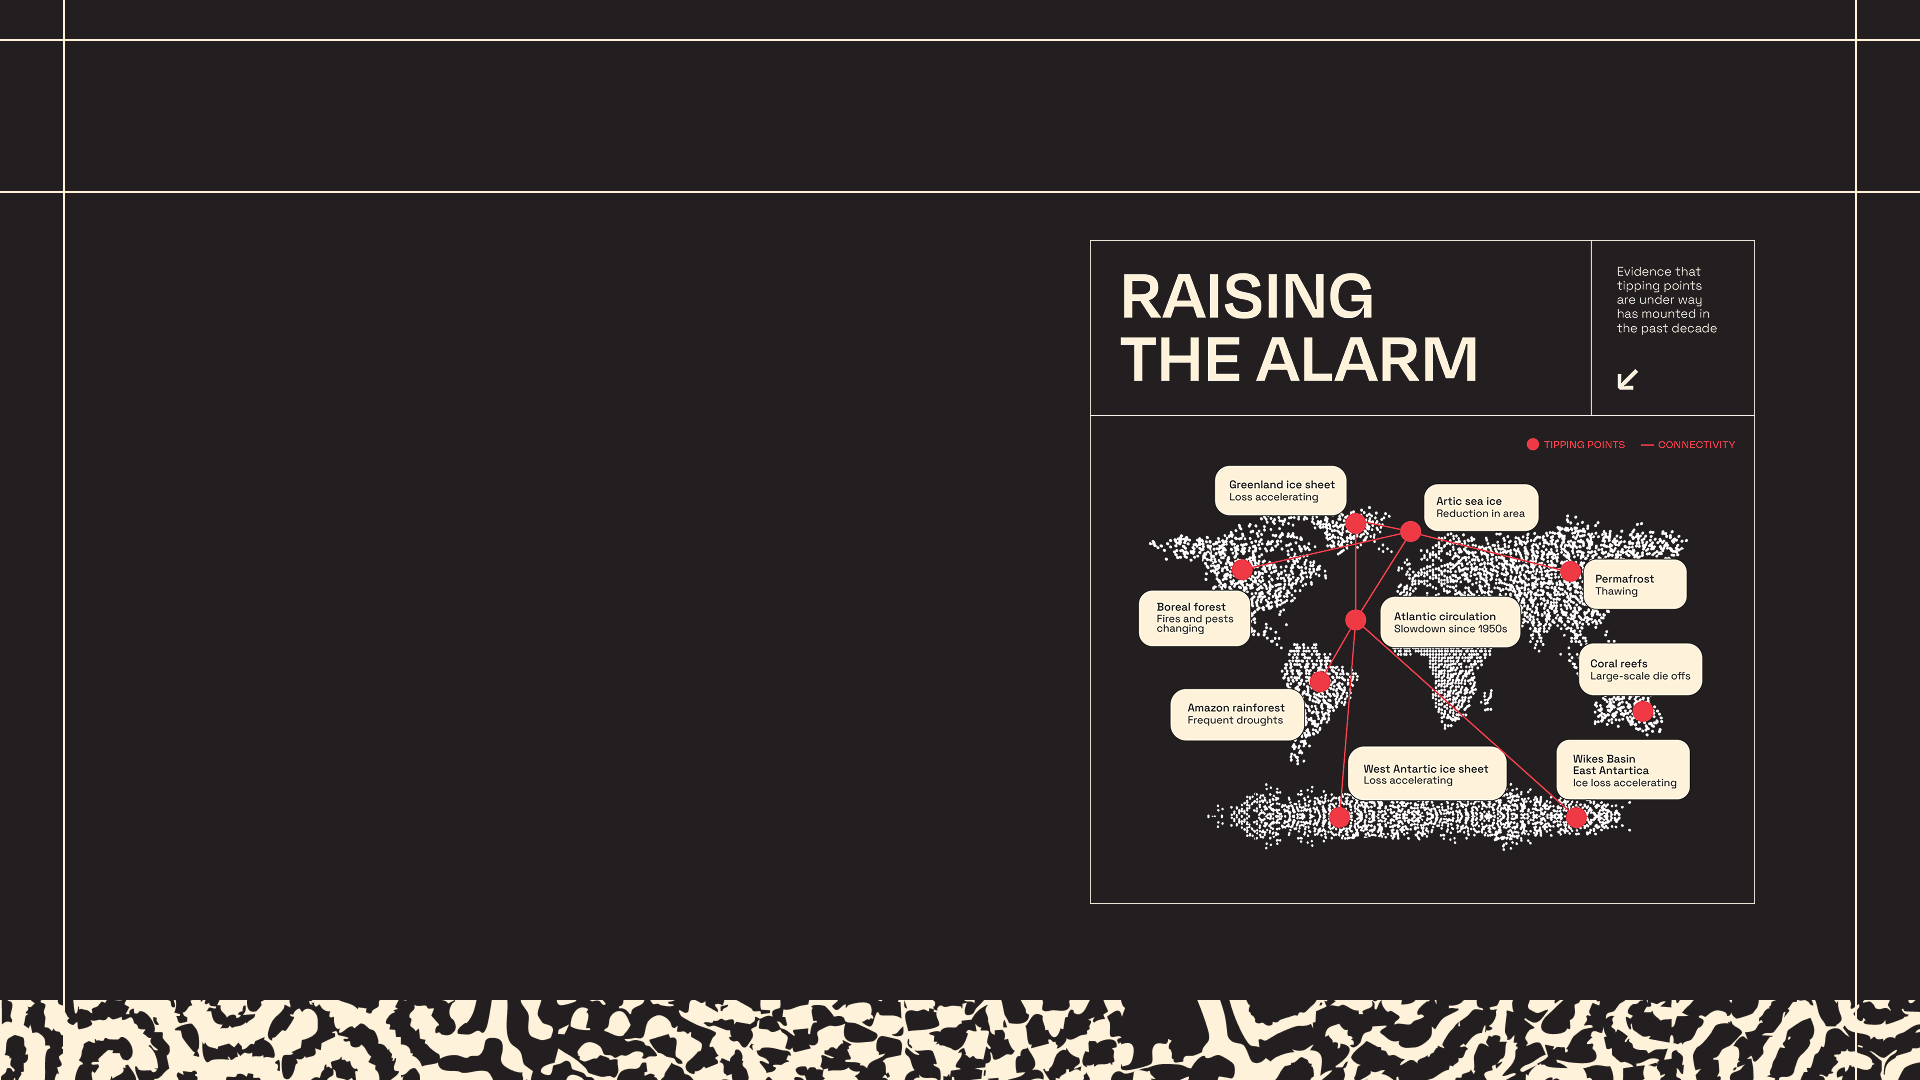 RAISING
THE ALARM
Evidence that
tipping points
are under way
has mounted in
the past decade
TIPPING POINTS
CONNECTIVITY
Greenland ice sheet
Loss accelerating
Artic sea ice
Reduction in area
Permafrost
Thawing
Boreal forest
Fires and pests
changing
Atlantic circulation
Slowdown since 1950s
Coral reefs
Large-scale die offs
Amazon rainforest
Frequent droughts
West Antartic ice sheet
Loss accelerating
Wikes Basin
East Antartica
Ice loss accelerating